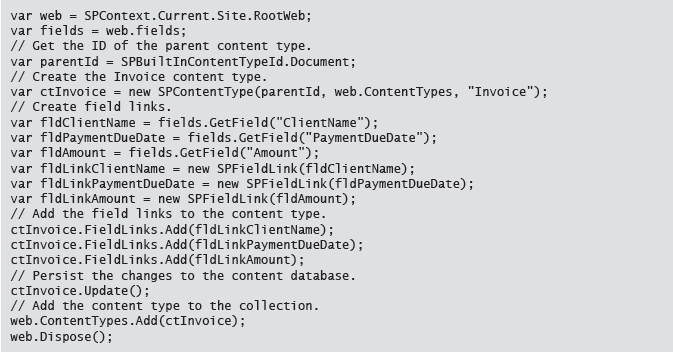 var web = SPContext.Current.Site.RootWeb;
var fields = web.fields;
// Get the ID of the parent content type.
var parentId = SPBuiltInContentTypeId.Document;
// Create the Invoice content type.
var ctInvoice = new SPContentType(parentId, web.ContentTypes, "Invoice");
// Create field links.
var fldClientName = fields.GetField("ClientName");
var fldPaymentDueDate = fields.GetField("PaymentDueDate");
var fldAmount = fields.GetField("Amount");
var fldLinkClientName = new SPFieldLink(fldClientName);
var fldLinkPaymentDueDate = new SPFieldLink(fldPaymentDueDate);
var fldLinkAmount = new SPFieldLink(fldAmount);
// Add the field links to the content type.
ctInvoice.FieldLinks.Add(fldLinkClientName);
ctInvoice.FieldLinks.Add(fldLinkPaymentDueDate);
ctInvoice.FieldLinks.Add(fldLinkAmount);
// Persist the changes to the content database.
ctInvoice.Update();
// Add the content type to the collection.
web.ContentTypes.Add(ctInvoice);
web.Dispose();